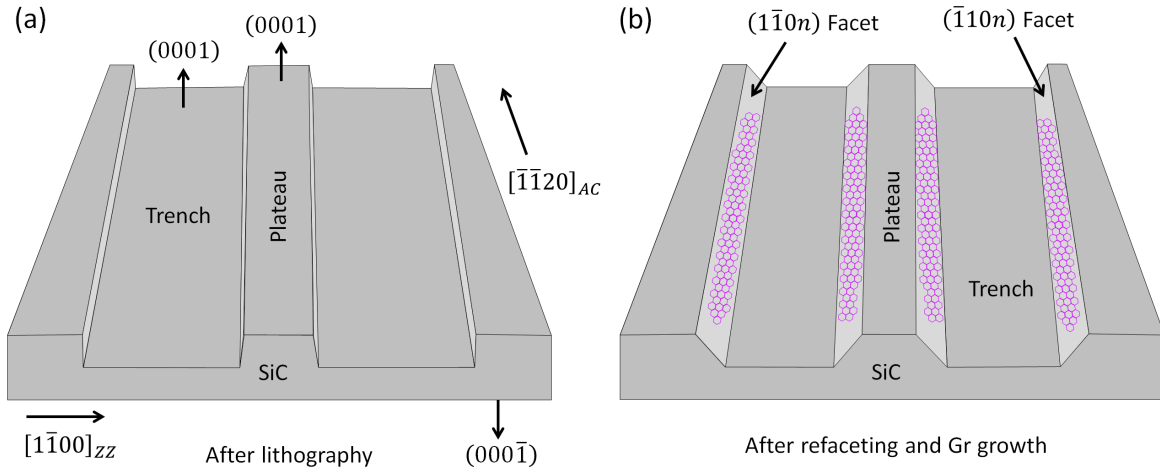 (a)
(0001)
(0001)
[1̅1̅20]_{AC}
Trench
Plateau
SiC
[11̅00]_{ZZ}
After lithography
(0001̅)
(b)
(11̅0n) Facet
(1̅10n) Facet
Plateau
Trench
SiC
After refaceting and Gr growth